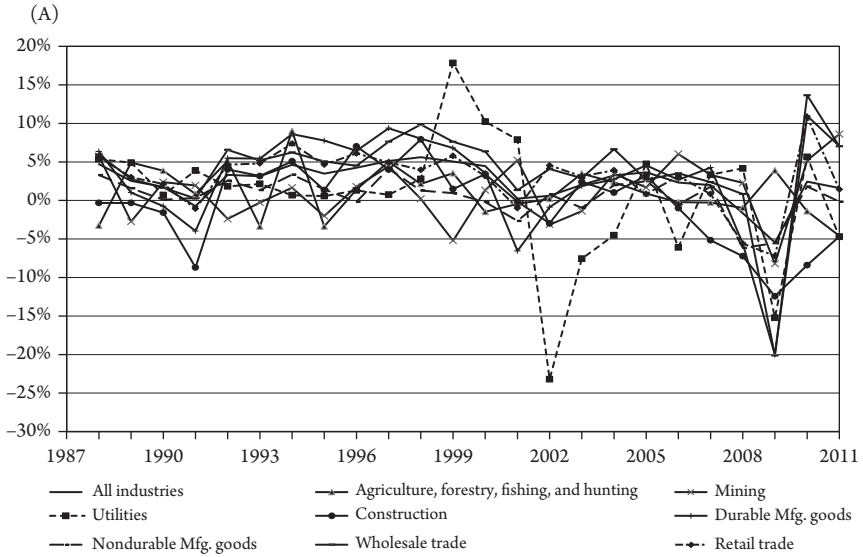 (A)
20%
15%
10%
5%
0%
–5%
–10%
–15%
–20%
–25%
–30%
1987 1990 1993 1996 1999 2002 2005 2008 2011
All industries Agriculture, forestry, fishing, and hunting Mining
Utilities Construction Durable Mfg. goods
Nondurable Mfg. goods Wholesale trade Retail trade